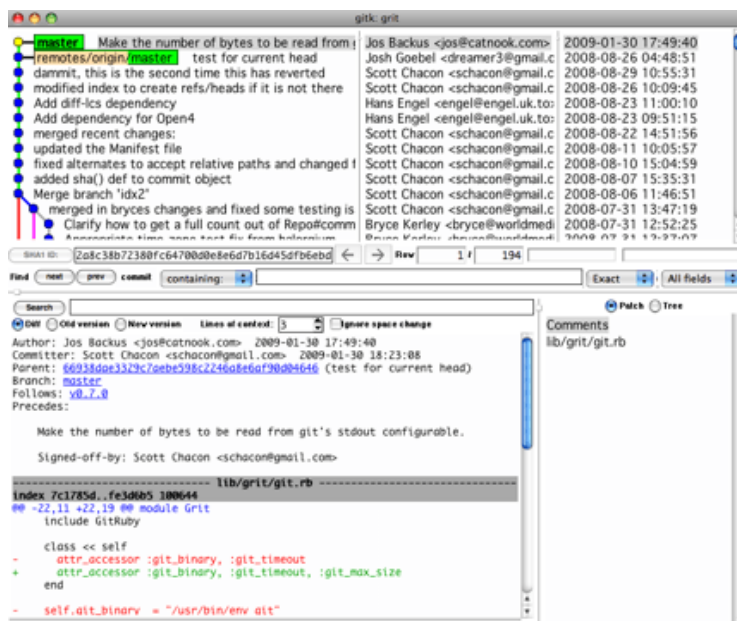 gitk: grit
master Make the number of bytes to be read from
Jos Backus <jos@catnook.com> 2009-01-30 17:49:40
remotes/origin/master test for current head
Josh Goebel <dreamer3@gmail.c 2008-08-26 04:48:51
dammit, this is the second time this has reverted
Scott Chacon <schacon@gmail.c 2008-08-29 10:55:31
modified index to create refs/heads if it is not there
Scott Chacon <schacon@gmail.c 2008-08-26 10:09:45
Add diff-lcs dependency
Hans Engel <engel@engel.uk.to> 2008-08-23 11:00:10
Add dependency for Open4
Hans Engel <engel@engel.uk.to> 2008-08-23 09:51:15
merged recent changes:
Scott Chacon <schacon@gmail.c 2008-08-22 14:51:56
updated the Manifest file
Scott Chacon <schacon@gmail.c 2008-08-11 10:05:57
fixed alternates to accept relative paths and changed f
Scott Chacon <schacon@gmail.c 2008-08-10 15:04:59
added sha() def to commit object
Scott Chacon <schacon@gmail.c 2008-08-07 15:35:31
Merge branch 'idx2'
Scott Chacon <schacon@gmail.c 2008-08-06 11:46:51
merged in bryces changes and fixed some testing is
Scott Chacon <schacon@gmail.c 2008-07-31 13:47:19
Clarify how to get a full count out of Repo#comm
Bryce Kerley <bryce@worldmedi 2008-07-31 12:52:25
Appropriate time-zone test fix from
Bryce Kerley <bryce@worldmedi 2008-07-31 12:37:07
SHA1 ID: 2a8c38b72380fc64700d0e8e6d7b16d45dfb6ebd ← → Row 1 / 194
Find next prev commit containing: Exact All fields
Search
Patch Tree
Diff Old version New version Lines of context: 3 Ignore space change
Comments
lib/grit/git.rb
Author: Jos Backus <jos@catnook.com> 2009-01-30 17:49:40
Committer: Scott Chacon <schacon@gmail.com> 2009-01-30 18:23:08
Parent: 66938dae3329c7aebe598c2246a8e6af90d04646 (test for current head)
Branch: master
Follows: v0.7.0
Precedes:
Make the number of bytes to be read from git's stdout configurable.
Signed-off-by: Scott Chacon <schacon@gmail.com>
lib/grit/git.rb
index 7c1785d..fe3d6b5 100644
@@ -22,11 +22,19 @@ module Grit
include GitRuby
class << self
- attr_accessor :git_binary, :git_timeout
+ attr_accessor :git_binary, :git_timeout, :git_max_size
end
- self.git_binary = "/usr/bin/env git"